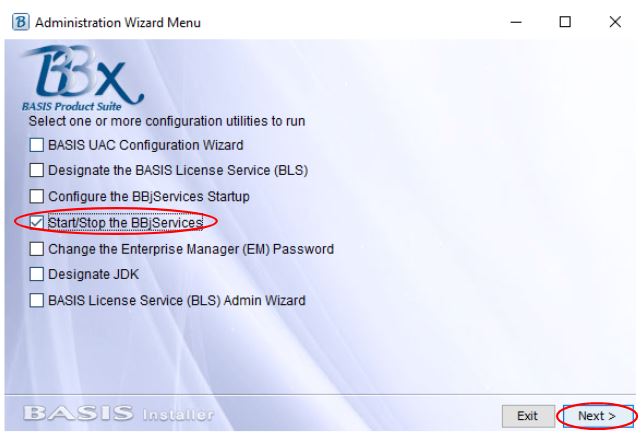 B Administration Wizard Menu
BBx
BASIS Product Suite
Select one or more configuration utilities to run
BASIS UAC Configuration Wizard
Designate the BASIS License Service (BLS)
Configure the BBjServices Startup
Start/Stop the BBjServices
Change the Enterprise Manager (EM) Password
Designate JDK
BASIS License Service (BLS) Admin Wizard
BASIS Installer
Exit
Next >